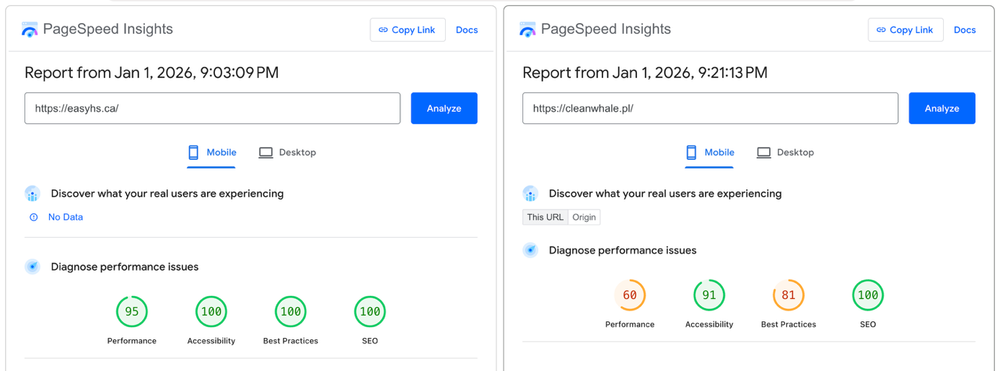 PageSpeed Insights
Copy Link
Docs
Report from Jan 1, 2026, 9:03:09 PM
https://easyhs.ca/
Analyze
Mobile
Desktop
Discover what your real users are experiencing
No Data
Diagnose performance issues
95
100
100
100
Performance
Accessibility
Best Practices
SEO
PageSpeed Insights
Copy Link
Docs
Report from Jan 1, 2026, 9:21:13 PM
https://cleanwhale.pl/
Analyze
Mobile
Desktop
Discover what your real users are experiencing
This URL
Origin
Diagnose performance issues
60
91
81
100
Performance
Accessibility
Best Practices
SEO